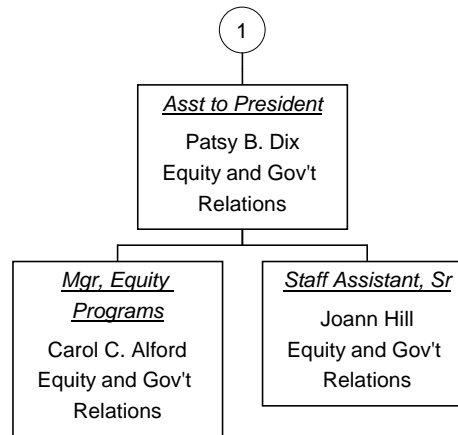 1
Asst to President
Patsy B. Dix
Equity and Gov't
Relations
Mgr, Equity
Programs
Carol C. Alford
Equity and Gov't
Relations
Staff Assistant, Sr
Joann Hill
Equity and Gov't
Relations